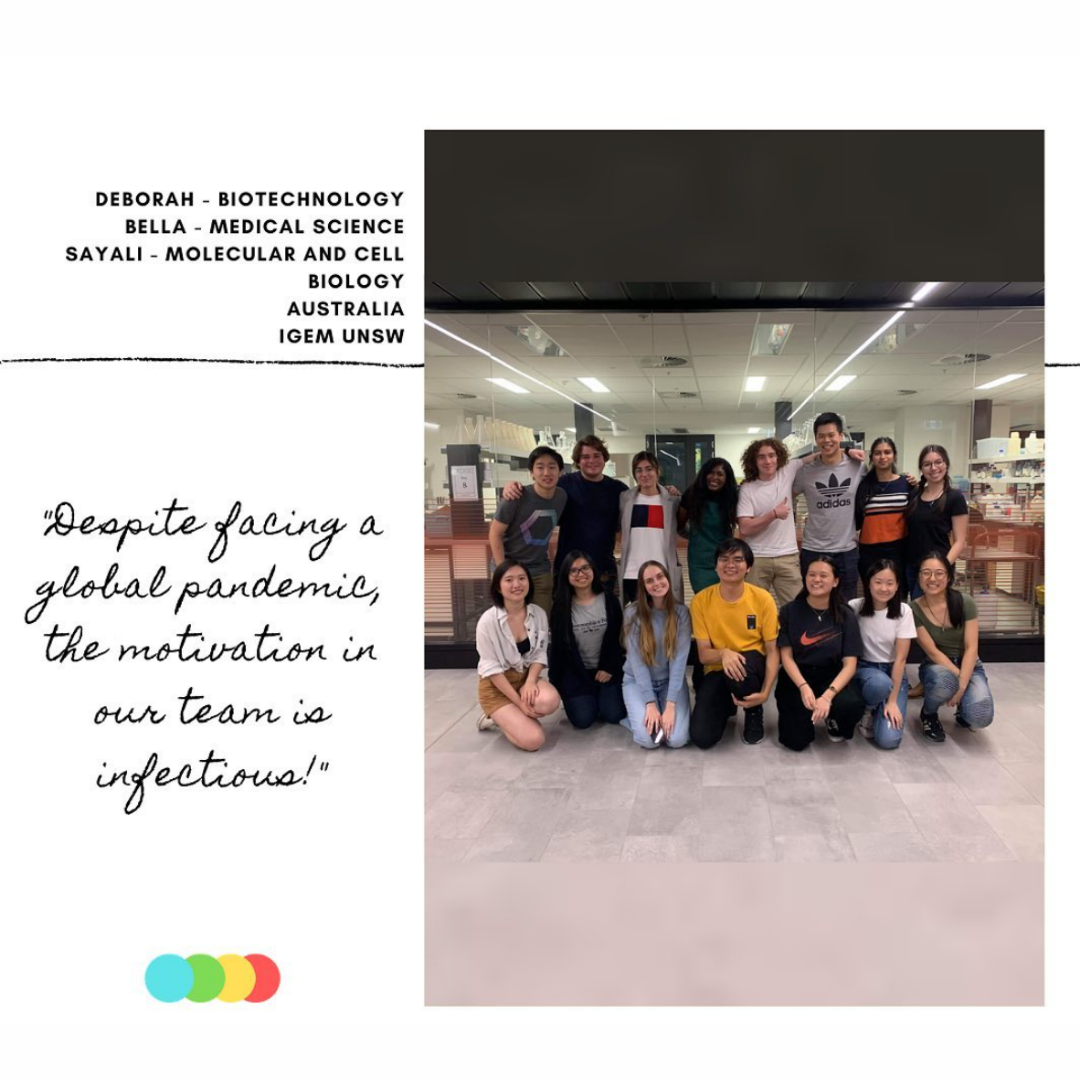 DEBORAH - BIOTECHNOLOGY
BELLA - MEDICAL SCIENCE
SAYALI - MOLECULAR AND CELL
BIOLOGY
AUSTRALIA
IGEM UNSW
"Despite facing a
global pandemic,
the motivation in
our team is
infectious!"
adidas